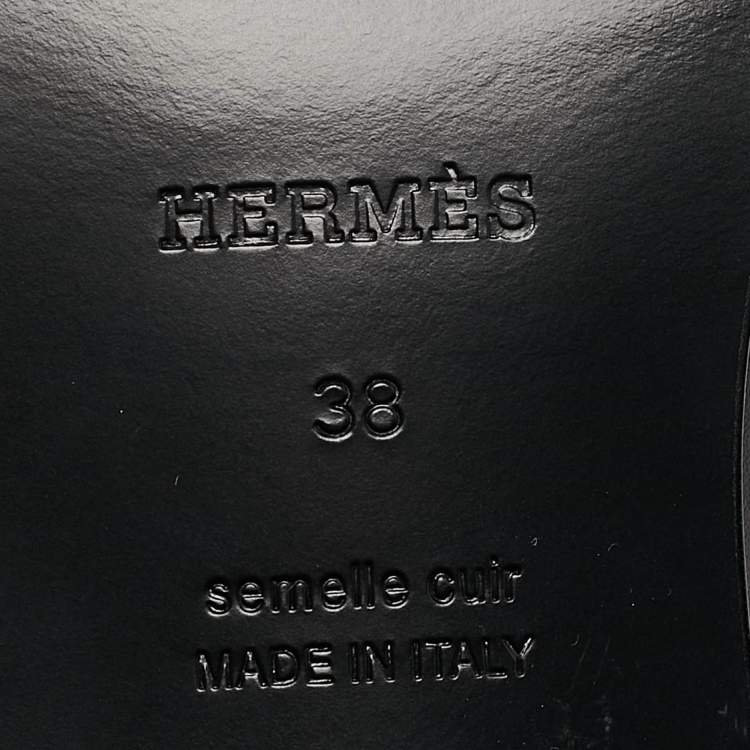 HERMÈS
38
semelle cuir
MADE IN ITALY